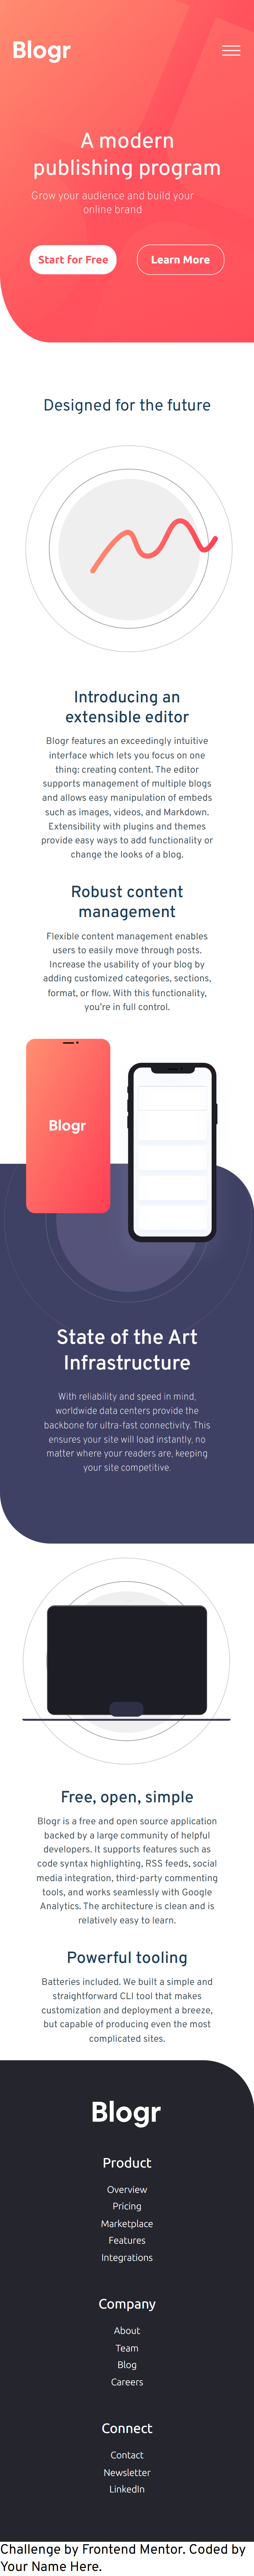 Blogr
A modern
publishing program
Grow your audience and build your
online brand
Start for Free
Learn More
Designed for the future
Introducing an
extensible editor
Blogr features an exceedingly intuitive
interface which lets you focus on one
thing: creating content. The editor
supports management of multiple blogs
and allows easy manipulation of embeds
such as images, videos, and Markdown.
Extensibility with plugins and themes
provide easy ways to add functionality or
change the looks of a blog.
Robust content
management
Flexible content management enables
users to easily move through posts.
Increase the usability of your blog by
adding customized categories, sections,
format, or flow. With this functionality,
you're in full control.
Blogr
State of the Art
Infrastructure
With reliability and speed in mind,
worldwide data centers provide the
backbone for ultra-fast connectivity. This
ensures your site will load instantly, no
matter where your readers are, keeping
your site competitive.
Free, open, simple
Blogr is a free and open source application
backed by a large community of helpful
developers. It supports features such as
code syntax highlighting, RSS feeds, social
media integration, third-party commenting
tools, and works seamlessly with Google
Analytics. The architecture is clean and is
relatively easy to learn.
Powerful tooling
Batteries included. We built a simple and
straightforward CLI tool that makes
customization and deployment a breeze,
but capable of producing even the most
complicated sites.
Blogr
Product
Overview
Pricing
Marketplace
Features
Integrations
Company
About
Team
Blog
Careers
Connect
Contact
Newsletter
LinkedIn
Challenge by Frontend Mentor. Coded by
Your Name Here.